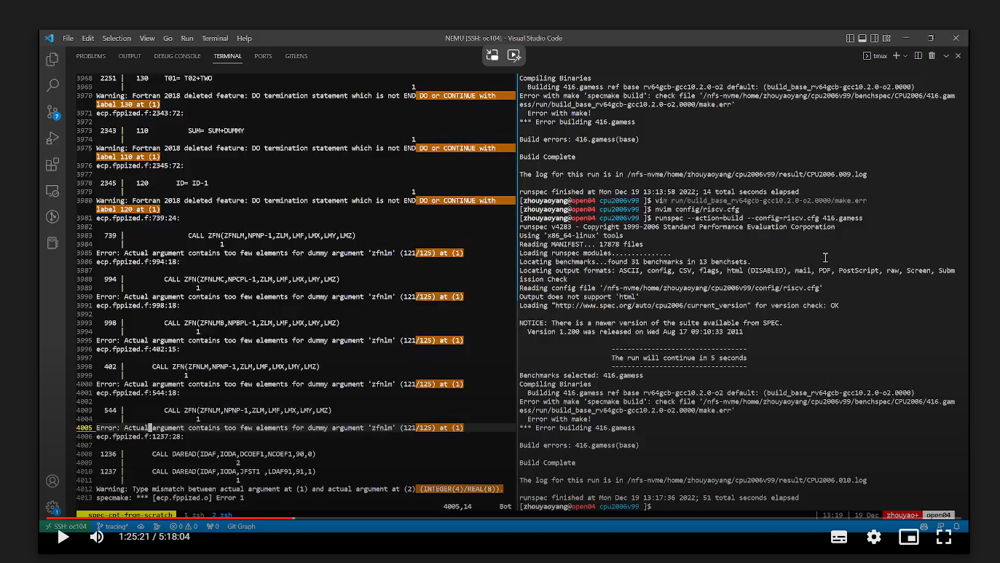 File Edit Selection View Go Run Terminal Help
NEMU [SSH: oc104] - Visual Studio Code
PROBLEMS OUTPUT DEBUG CONSOLE TERMINAL PORTS GITLENS
tmux
3968 2251 | 130 T01= T02+TWO
3969 1
3970 Warning: Fortran 2018 deleted feature: DO termination statement which is not END DO or CONTINUE with
label 130 at (1)
3971 ecp.fppized.f:2343:72:
3972
3973 2343 | 110 SUM= SUM+DUMMY
3974 | 1
3975 Warning: Fortran 2018 deleted feature: DO termination statement which is not END DO or CONTINUE with
label 110 at (1)
3976 ecp.fppized.f:2345:72:
3977
3978 2345 | 120 ID= ID-1
3979 | 1
3980 Warning: Fortran 2018 deleted feature: DO termination statement which is not END DO or CONTINUE with
label 120 at (1)
3981 ecp.fppized.f:739:24:
3982
3983 739 | CALL ZFN(ZFNLM,NPNP-1,ZLM,LMF,LMX,LMY,LMZ)
3984 | 1
3985 Error: Actual argument contains too few elements for dummy argument 'zfnlm' (121/125) at (1)
3986 ecp.fppized.f:994:18:
3987
3988 994 | CALL ZFN(ZFNLMC,NPCPL-1,ZLM,LMF,LMX,LMY,LMZ)
3989 | 1
3990 Error: Actual argument contains too few elements for dummy argument 'zfnlm' (121/125) at (1)
3991 ecp.fppized.f:998:18:
3992
3993 998 | CALL ZFN(ZFNLMB,NPBPL-1,ZLM,LMF,LMX,LMY,LMZ)
3994 | 1
3995 Error: Actual argument contains too few elements for dummy argument 'zfnlm' (121/125) at (1)
3996 ecp.fppized.f:402:15:
3997
3998 402 | CALL ZFN(ZFNLM,NPNP-1,ZLM,LMF,LMX,LMY,LMZ)
3999 | 1
4000 Error: Actual argument contains too few elements for dummy argument 'zfnlm' (121/125) at (1)
4001 ecp.fppized.f:544:18:
4002
4003 544 | CALL ZFN(ZFNLM,NPNP-1,ZLM,LMF,LMX,LMY,LMZ)
4004 | 1
4005 Error: Actual argument contains too few elements for dummy argument 'zfnlm' (121/125) at (1)
4006 ecp.fppized.f:1237:28:
4007
4008 1236 | CALL DAREAD(IDAF,IODA,DCOEF1,NCOEF1,90,0)
4009 | 2
4010 1237 | CALL DAREAD(IDAF,IODA,JFST1 ,LDAF91,91,1)
4011 | 1
4012 Warning: Type mismatch between actual argument at (1) and actual argument at (2) (INTEGER(4)/REAL(8)).
4013 specmake: *** [ecp.fppized.o] Error 1
4005,14 Bot
Compiling Binaries
Building 416.gamess ref base rv64gcb-gcc10.2.0-o2 default: (build_base_rv64gcb-gcc10.2.0-o2.0000)
Error with make 'specmake build': check file '/nfs-nvme/home/zhouyaoyang/cpu2006v99/benchspec/CPU2006/416.gam
ess/run/build_base_rv64gcb-gcc10.2.0-o2.0000/make.err'
Error with make!
*** Error building 416.gamess
Build errors: 416.gamess(base)
Build Complete
The log for this run is in /nfs-nvme/home/zhouyaoyang/cpu2006v99/result/CPU2006.009.log
runspec finished at Mon Dec 19 13:13:58 2022; 14 total seconds elapsed
[zhouyaoyang@open04 cpu2006v99 ]$ vim run/build_base_rv64gcb-gcc10.2.0-o2.0000/make.err
[zhouyaoyang@open04 cpu2006v99 ]$ nvim config/riscv.cfg
[zhouyaoyang@open04 cpu2006v99 ]$ runspec --action=build --config=riscv.cfg 416.gamess
runspec v4283 - Copyright 1999-2006 Standard Performance Evaluation Corporation
Using 'x86_64-linux' tools
Reading MANIFEST... 17878 files
Loading runspec modules...............
Locating benchmarks...found 31 benchmarks in 13 benchsets.
Locating output formats: ASCII, config, CSV, flags, html (DISABLED), mail, PDF, PostScript, raw, Screen, Subm
ission Check
Reading config file '/nfs-nvme/home/zhouyaoyang/cpu2006v99/config/riscv.cfg'
Output does not support 'html'
Loading "http://www.spec.org/auto/cpu2006/current_version" for version check: OK
NOTICE: There is a newer version of the suite available from SPEC.
Version 1.200 was released on Wed Aug 17 09:10:33 2011
----------------------------------
The run will continue in 5 seconds
----------------------------------
Benchmarks selected: 416.gamess
Compiling Binaries
Building 416.gamess ref base rv64gcb-gcc10.2.0-o2 default: (build_base_rv64gcb-gcc10.2.0-o2.0000)
Error with make 'specmake build': check file '/nfs-nvme/home/zhouyaoyang/cpu2006v99/benchspec/CPU2006/416.gam
ess/run/build_base_rv64gcb-gcc10.2.0-o2.0000/make.err'
Error with make!
*** Error building 416.gamess
Build errors: 416.gamess(base)
Build Complete
The log for this run is in /nfs-nvme/home/zhouyaoyang/cpu2006v99/result/CPU2006.010.log
runspec finished at Mon Dec 19 13:17:36 2022; 51 total seconds elapsed
[zhouyaoyang@open04 cpu2006v99 ]$
spec-cpt-from-scratch 1 zsh 2 zsh
13:19 19 Dec zhouyao+ open04
SSH: oc104 tracing* 0 0 0 Git Graph
1:25:21 / 5:18:04
7
1